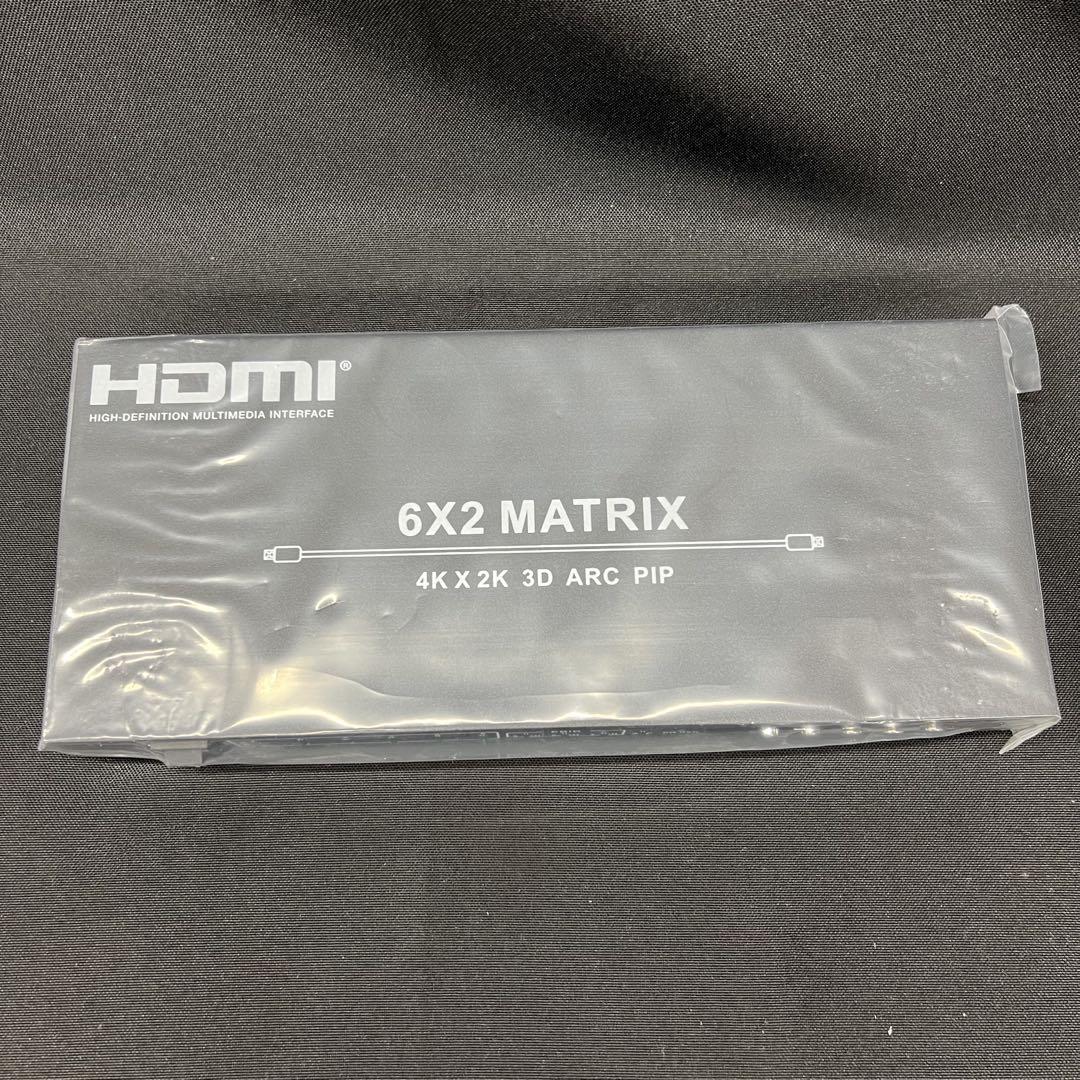 HDMI®
HIGH-DEFINITION MULTIMEDIA INTERFACE
6X2 MATRIX
4K X 2K 3D ARC PIP